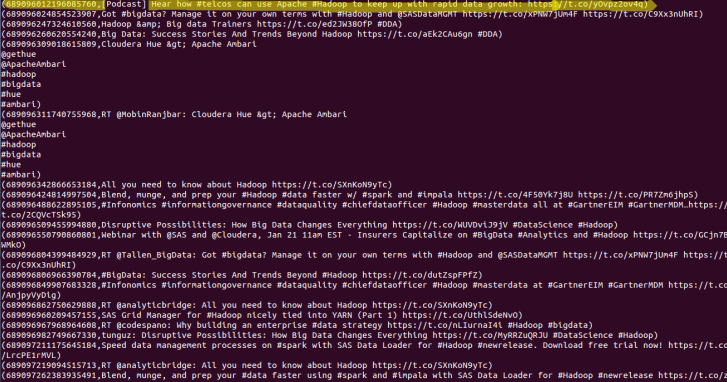 (689096012196085760,[Podcast] Hear how #telcos can use Apache #Hadoop to keep up with rapid data growth: https://t.co/yOvpz2ov4q)
(689096024854523907,Got #bigdata? Manage it on your own terms with #Hadoop and @SASDataMGMT https://t.co/xPNW7jUm4F https://t.co/C9Xx3nUhRI)
(689096247324610560,Hadoop &amp; Big data Trainers https://t.co/ed2JW38OfP #DDA)
(689096260620554240,Big Data: Success Stories And Trends Beyond Hadoop https://t.co/aEk2CAu6gn #DDA)
(689096309018615809,Cloudera Hue &gt; Apache Ambari
@gethue
@ApacheAmbari
#hadoop
#bigdata
#hue
#ambari)
(689096311740755968,RT @MobinRanjbar: Cloudera Hue &gt; Apache Ambari
@gethue
@ApacheAmbari
#hadoop
#bigdata
#hue
#ambari)
(689096342866653184,All you need to know about Hadoop https://t.co/SXnKoN9yTc)
(689096424814997504,Blend, munge, and prep your #Hadoop #data faster w/ #spark and #impala https://t.co/4F50Yk7j8U https://t.co/PR7Zm6jhpS)
(689096488622895105,#Infonomics #informationgovernance #dataquality #chiefdataofficer #Hadoop #masterdata all at #GartnerEIM #GartnerMDM…https://
t.co/2CQVcTSk9S)
(689096509455994880,Disruptive Possibilities: How Big Data Changes Everything https://t.co/WUVDviJ9jV #DataScience #Hadoop)
(689096550790860801,Webinar with @SAS and @Cloudera, Jan 21 11am EST - Insurers Capitalize on #BigData #Analytics and #Hadoop https://t.co/GCjn7B
WMkO)
(689096804399484929,RT @Tallen_BigData: Got bigdata? Manage it on your own terms with #Hadoop and @SASDataMGMT https://t.co/xPNW7jUm4F https://t
.co/C9Xx3nUhRI)
(689096806966390784,#BigData: Success Stories And Trends Beyond #Hadoop https://t.co/dutZspFPfZ)
(689096849907683328,#Infonomics #informationgovernance #dataquality #chiefdataofficer #Hadoop #masterdata at #GartnerEIM #GartnerMDM https://t.co
/AnjpyVyDig)
(689096862750629888,RT @analyticbridge: All you need to know about Hadoop https://t.co/SXnKoN9yTc)
(689096960209457155,SAS Grid Manager for #Hadoop nicely tied into YARN (Part 1) https://t.co/UthlSdeNvO)
(689096967968964608,RT @codespano: Why building an enterprise #data strategy https://t.co/nLIurnaI4i #Hadoop #bigdata)
(689096982749667330,tunguz: Disruptive Possibilities: How Big Data Changes Everything https://t.co/MyRRZuQRJU #DataScience #Hadoop)
(689097211175645184,Speed data management processes on #spark with SAS Data Loader for #Hadoop #newrelease. Download free trial now! https://t.co
/LrcPE1rMVL)
(689097219094515713,RT @analyticbridge: All you need to know about Hadoop https://t.co/SXnKoN9yTc)
(689097262383935491,Blend, munge, and prep your #data faster using #spark and #impala with SAS Data Loader for #Hadoop #newrelease https://t.co/